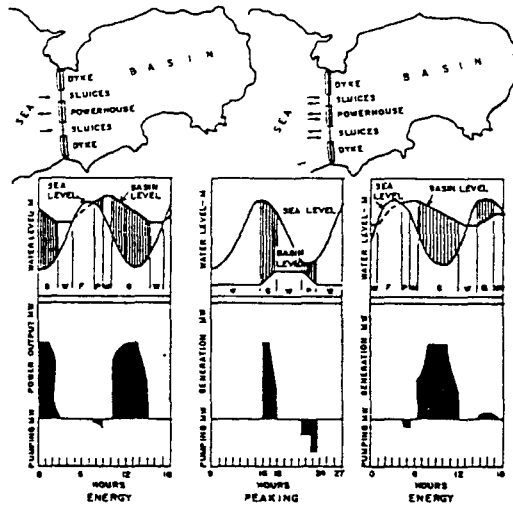 BASIN
DYKE
SLUICES
SEA
POWERHOUSE
SLUICES
DYKE
BASIN
DYKE
SLUICES
SEA
POWERHOUSE
SLUICES
DYKE
WATER LEVEL-M
SEA LEVEL
BASIN LEVEL
G W F P G W
POWER OUTPUT MW
PUMPING MW
0 6 12 18
HOURS
ENERGY
WATER LEVEL-M
SEA LEVEL
BASIN LEVEL
W G W P W
GENERATION MW
PUMPING MW
9 24 27
HOURS
PEAKING
WATER LEVEL-M
SEA LEVEL
BASIN LEVEL
W F P G W G
GENERATION MW
PUMPING MW
0 6 12 18
HOURS
ENERGY